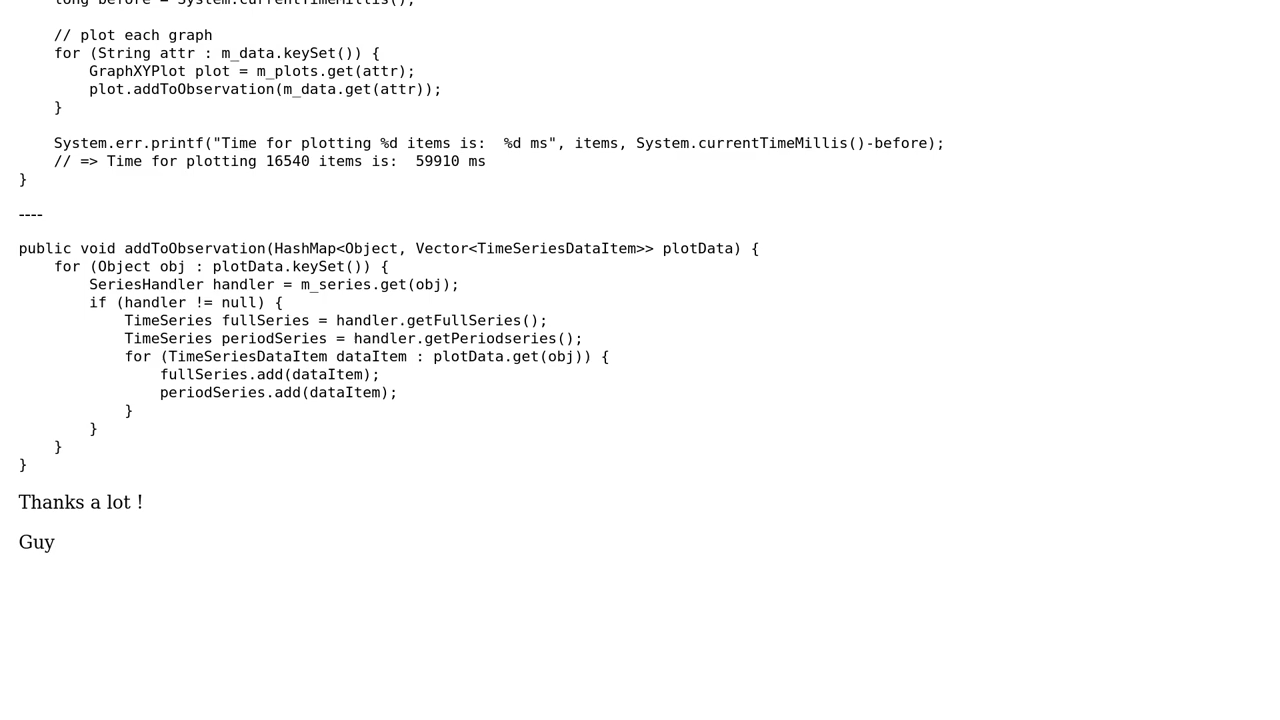 long before = System.currentTimeMillis();
// plot each graph
for (String attr : m_data.keySet()) {
GraphXYPlot plot = m_plots.get(attr);
plot.addToObservation(m_data.get(attr));
}
System.err.printf("Time for plotting %d items is:  %d ms", items, System.currentTimeMillis()-before);
// => Time for plotting 16540 items is:  59910 ms
}
----
public void addToObservation(HashMap<Object, Vector<TimeSeriesDataItem>> plotData) {
for (Object obj : plotData.keySet()) {
SeriesHandler handler = m_series.get(obj);
if (handler != null) {
TimeSeries fullSeries = handler.getFullSeries();
TimeSeries periodSeries = handler.getPeriodseries();
for (TimeSeriesDataItem dataItem : plotData.get(obj)) {
fullSeries.add(dataItem);
periodSeries.add(dataItem);
}
}
}
}
Thanks a lot !
Guy